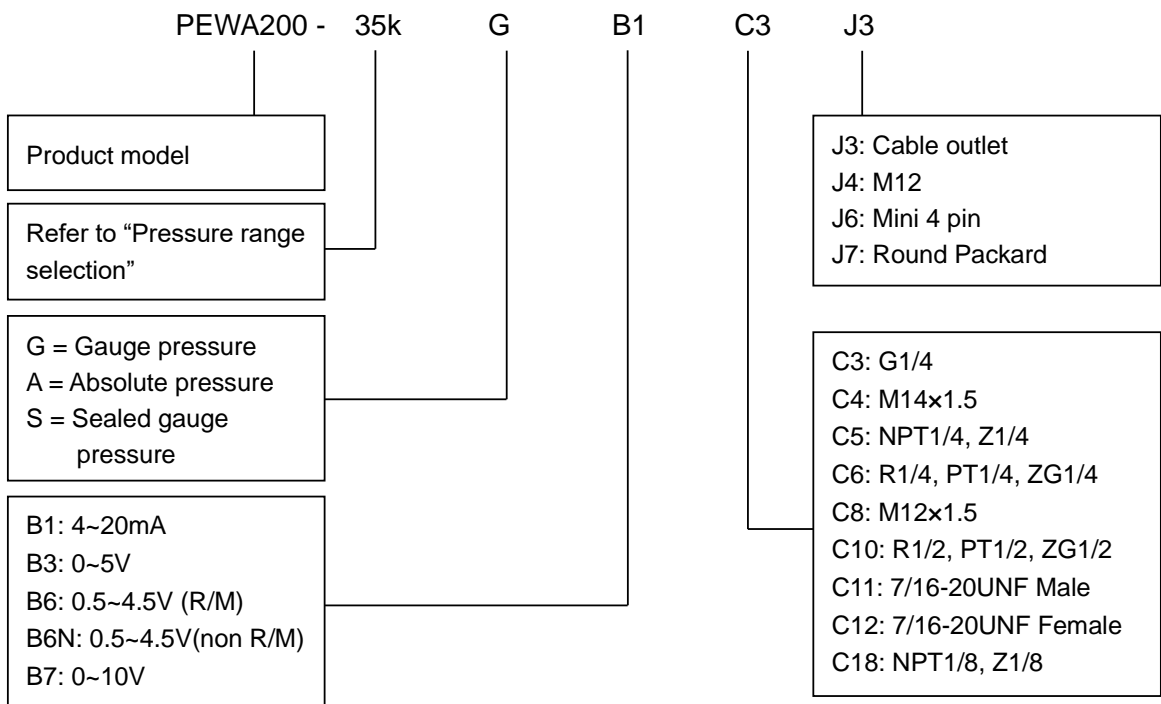 PEWA200 - 35k G B1 C3 J3
Product model
Refer to “Pressure range
selection”
G = Gauge pressure
A = Absolute pressure
S = Sealed gauge
pressure
B1: 4~20mA
B3: 0~5V
B6: 0.5~4.5V (R/M)
B6N: 0.5~4.5V(non R/M)
B7: 0~10V
J3: Cable outlet
J4: M12
J6: Mini 4 pin
J7: Round Packard
C3: G1/4
C4: M14×1.5
C5: NPT1/4, Z1/4
C6: R1/4, PT1/4, ZG1/4
C8: M12×1.5
C10: R1/2, PT1/2, ZG1/2
C11: 7/16-20UNF Male
C12: 7/16-20UNF Female
C18: NPT1/8, Z1/8